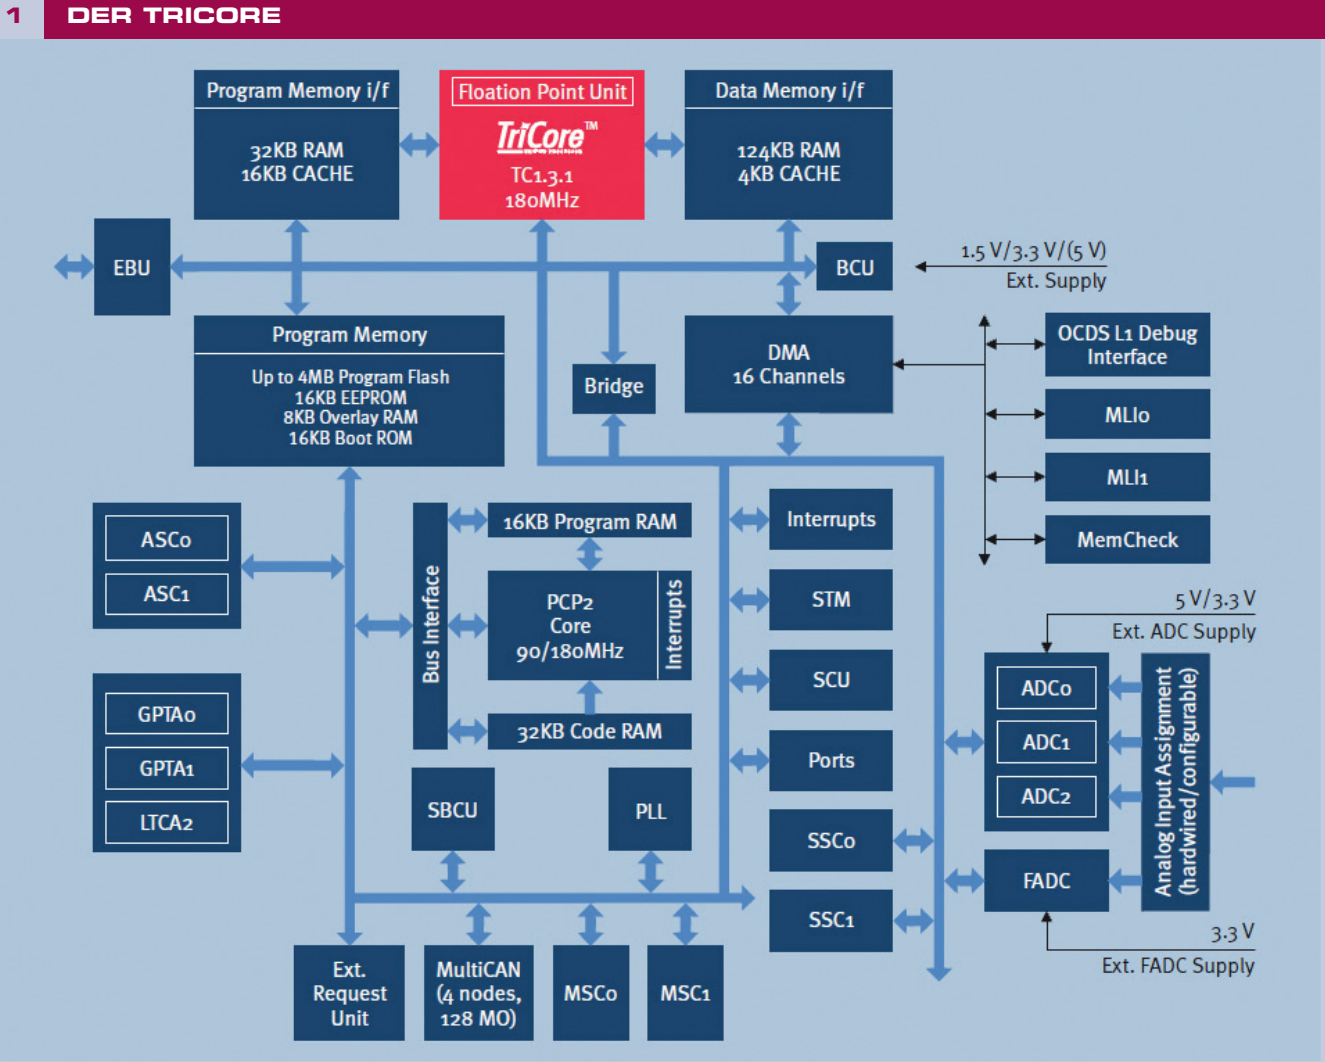 1 DER TRICORE
Program Memory i/f
32KB RAM
16KB CACHE
Floation Point Unit
TriCore™
TC1.3.1
180MHz
Data Memory i/f
124KB RAM
4KB CACHE
EBU
BCU
1.5 V/3.3 V/(5 V)
Ext. Supply
Program Memory
Up to 4MB Program Flash
16KB EEPROM
8KB Overlay RAM
16KB Boot ROM
Bridge
DMA
16 Channels
OCDS L1 Debug
Interface
MLI0
MLI1
MemCheck
ASC0
ASC1
GPTA0
GPTA1
LTCA2
Bus Interface
16KB Program RAM
PCP2
Core
90/180MHz
Interrupts
32KB Code RAM
SBCU
PLL
Interrupts
STM
SCU
Ports
SSC0
SSC1
5 V/3.3 V
Ext. ADC Supply
ADC0
ADC1
ADC2
FADC
Analog Input Assignment
(hardwired/configurable)
3.3 V
Ext. FADC Supply
Ext.
Request
Unit
MultiCAN
(4 nodes,
128 MO)
MSC0
MSC1